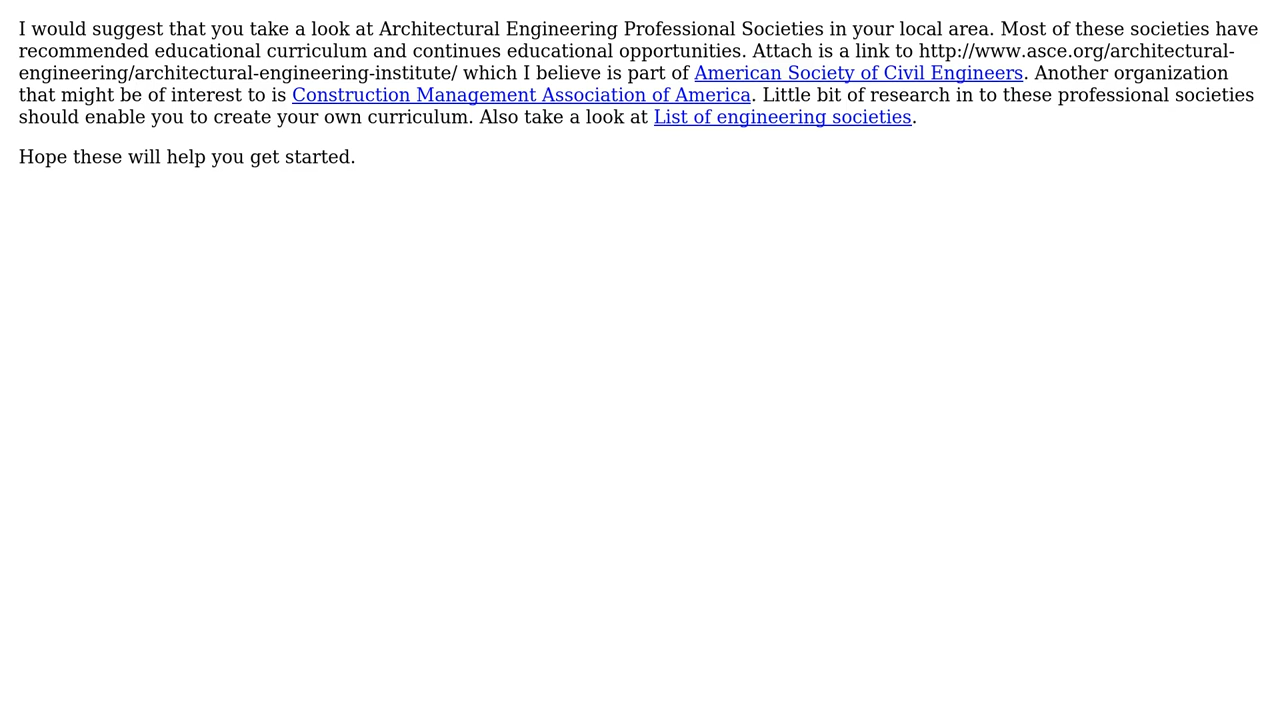 I would suggest that you take a look at Architectural Engineering Professional Societies in your local area. Most of these societies have
recommended educational curriculum and continues educational opportunities. Attach is a link to http://www.asce.org/architectural-
engineering/architectural-engineering-institute/ which I believe is part of American Society of Civil Engineers. Another organization
that might be of interest to is Construction Management Association of America. Little bit of research in to these professional societies
should enable you to create your own curriculum. Also take a look at List of engineering societies.
Hope these will help you get started.